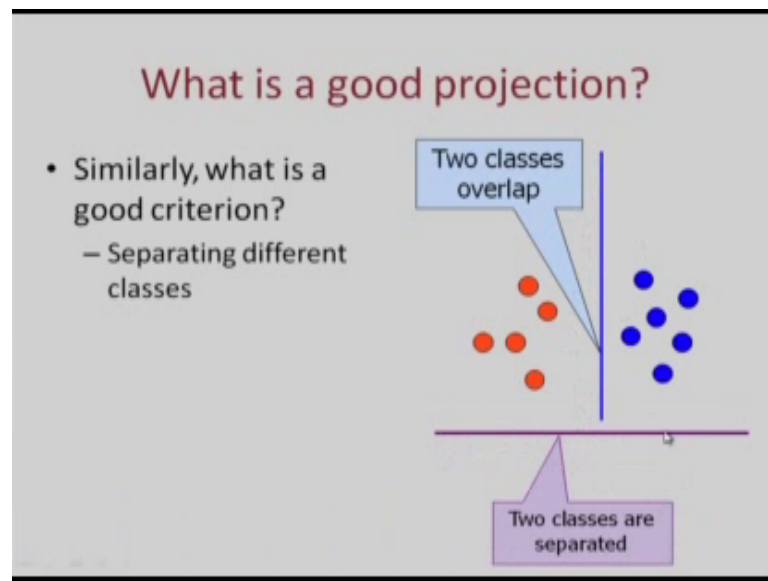 What is a good projection?
• Similarly, what is a
good criterion?
– Separating different
classes
Two classes
overlap
Two classes are
separated